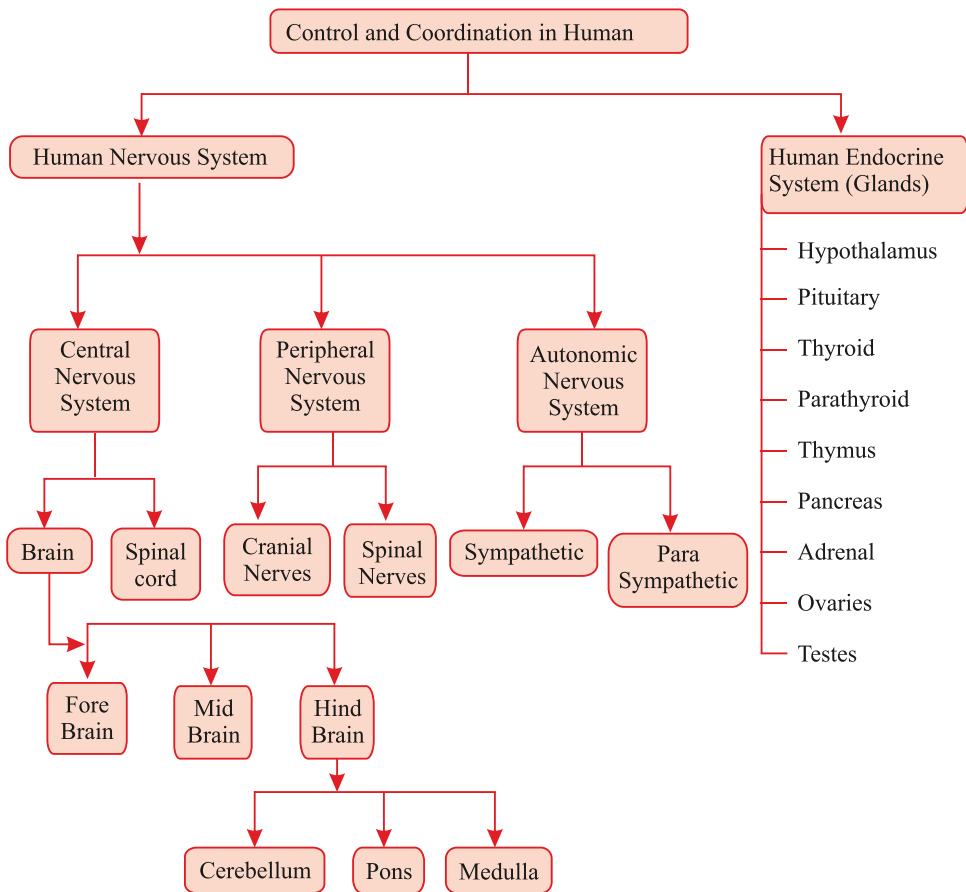 Control and Coordination in Human
Human Nervous System
Human Endocrine
System (Glands)
Hypothalamus
Pituitary
Thyroid
Parathyroid
Thymus
Pancreas
Adrenal
Ovaries
Testes
Central
Nervous
System
Peripheral
Nervous
System
Autonomic
Nervous
System
Brain
Spinal
cord
Cranial
Nerves
Spinal
Nerves
Sympathetic
Para
Sympathetic
Fore
Brain
Mid
Brain
Hind
Brain
Cerebellum
Pons
Medulla